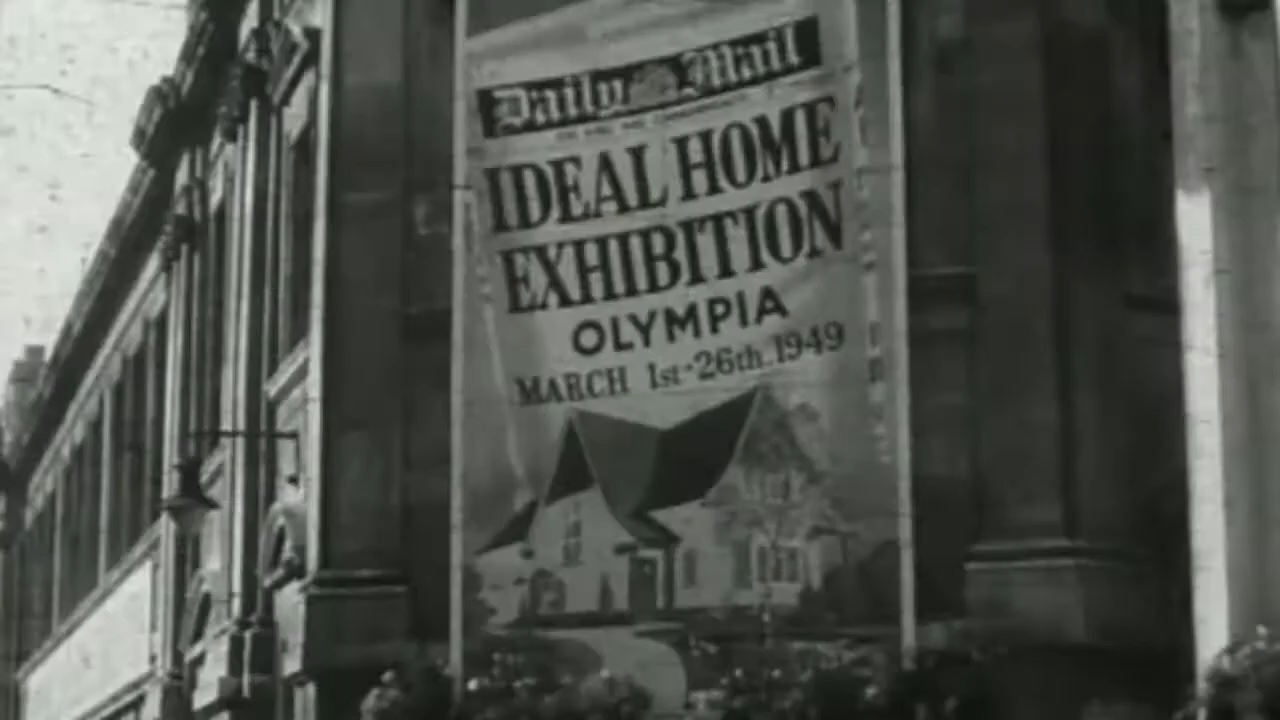 Daily Mail
IDEAL HOME
EXHIBITION
OLYMPIA
MARCH 1st-26th.1949